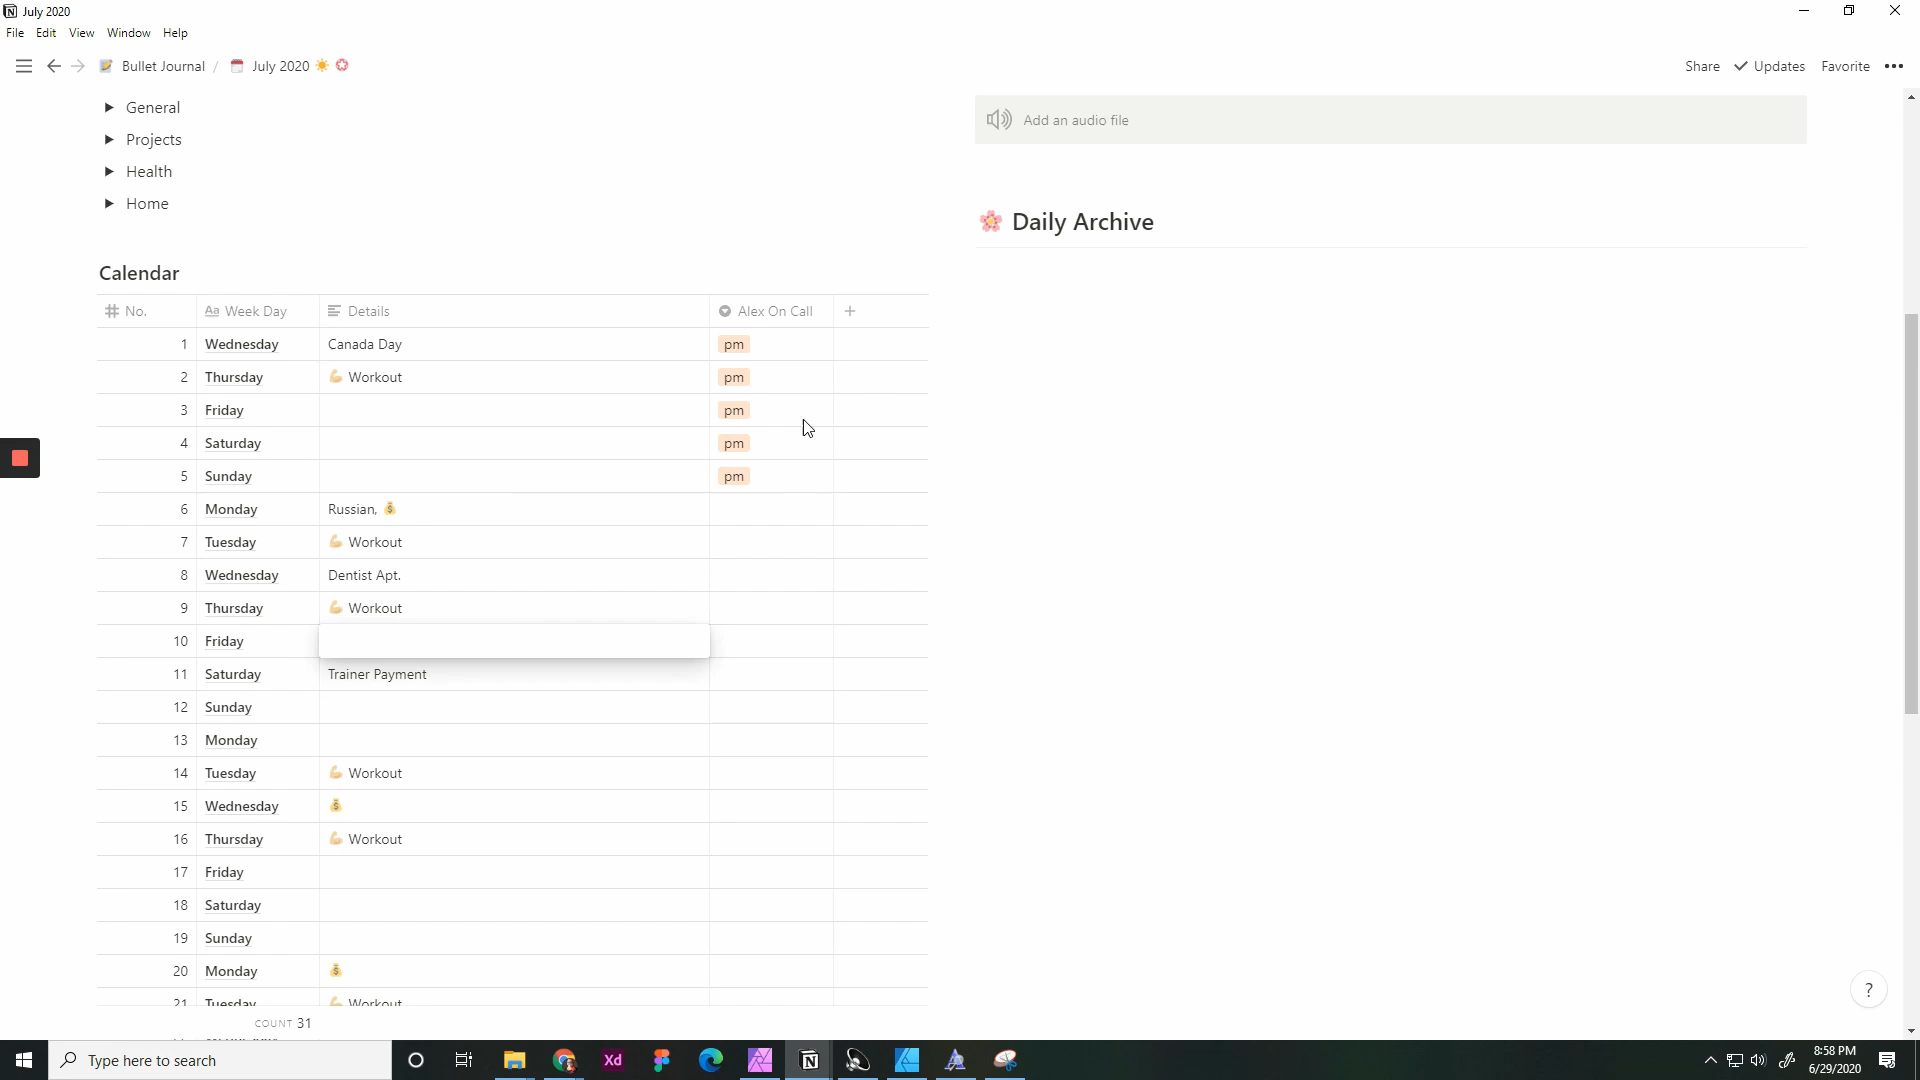 July 2020
File Edit View Window Help
Bullet Journal / July 2020
Share Updates Favorite
General
Projects
Health
Home
Add an audio file
Daily Archive
Calendar
No. Aa Week Day Details Alex On Call +
1 Wednesday Canada Day pm
2 Thursday 💪🏻 Workout pm
3 Friday pm
4 Saturday pm
5 Sunday pm
6 Monday Russian, 💰
7 Tuesday 💪🏻 Workout
8 Wednesday Dentist Apt.
9 Thursday 💪🏻 Workout
10 Friday
11 Saturday Trainer Payment
12 Sunday
13 Monday
14 Tuesday 💪🏻 Workout
15 Wednesday 💰
16 Thursday 💪🏻 Workout
17 Friday
18 Saturday
19 Sunday
20 Monday 💰
21 Tuesday 💪🏻 Workout
COUNT 31
?
Type here to search
Xd
8:58 PM
6/29/2020